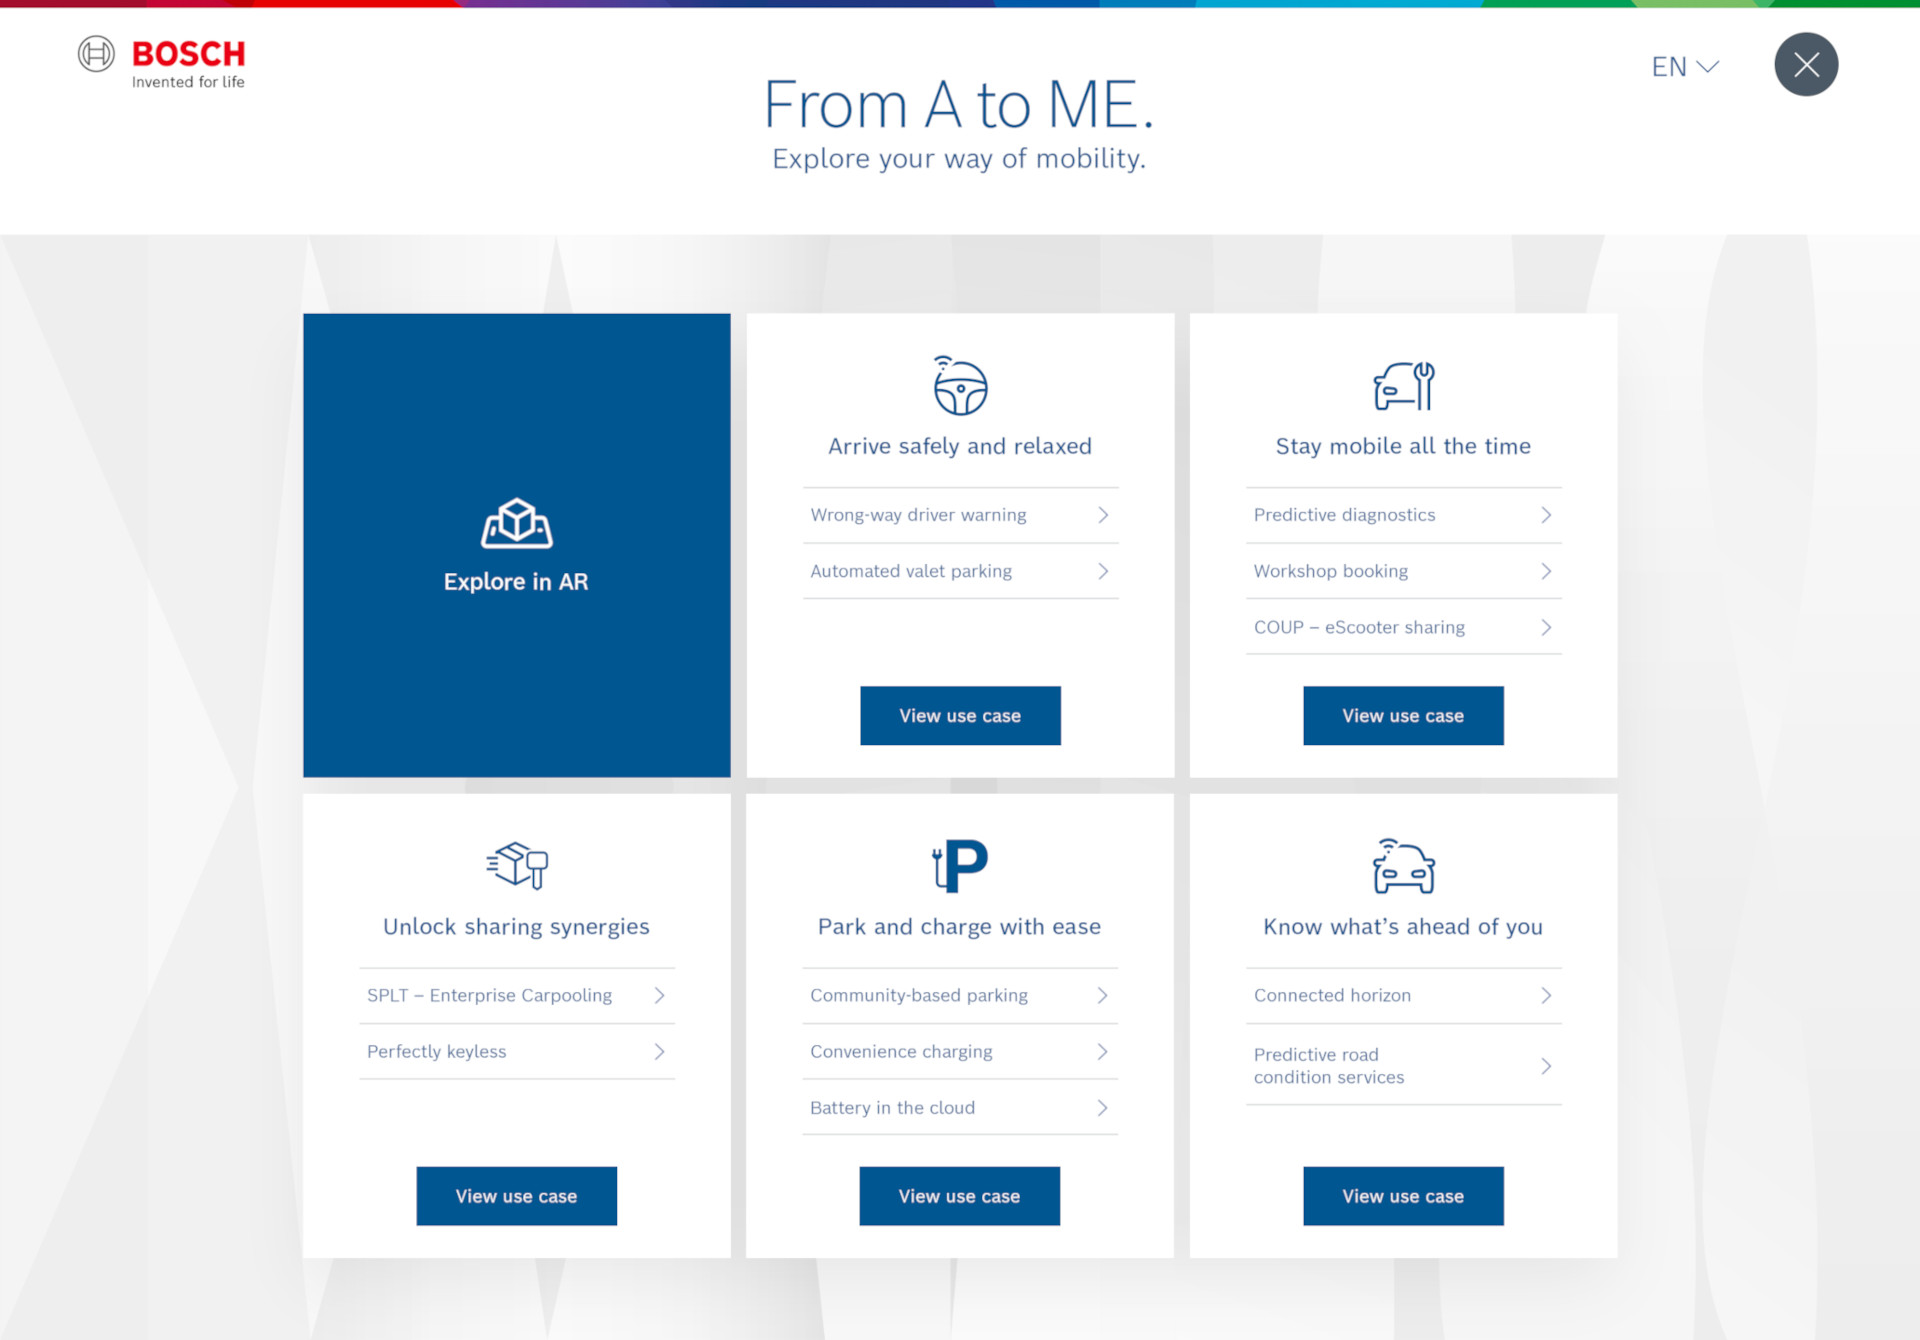 BOSCH
Invented for life
EN
From A to ME.
Explore your way of mobility.
Explore in AR
Arrive safely and relaxed
Wrong-way driver warning
Automated valet parking
View use case
Stay mobile all the time
Predictive diagnostics
Workshop booking
COUP – eScooter sharing
View use case
Unlock sharing synergies
SPLT – Enterprise Carpooling
Perfectly keyless
View use case
P
Park and charge with ease
Community-based parking
Convenience charging
Battery in the cloud
View use case
Know what’s ahead of you
Connected horizon
Predictive road
condition services
View use case